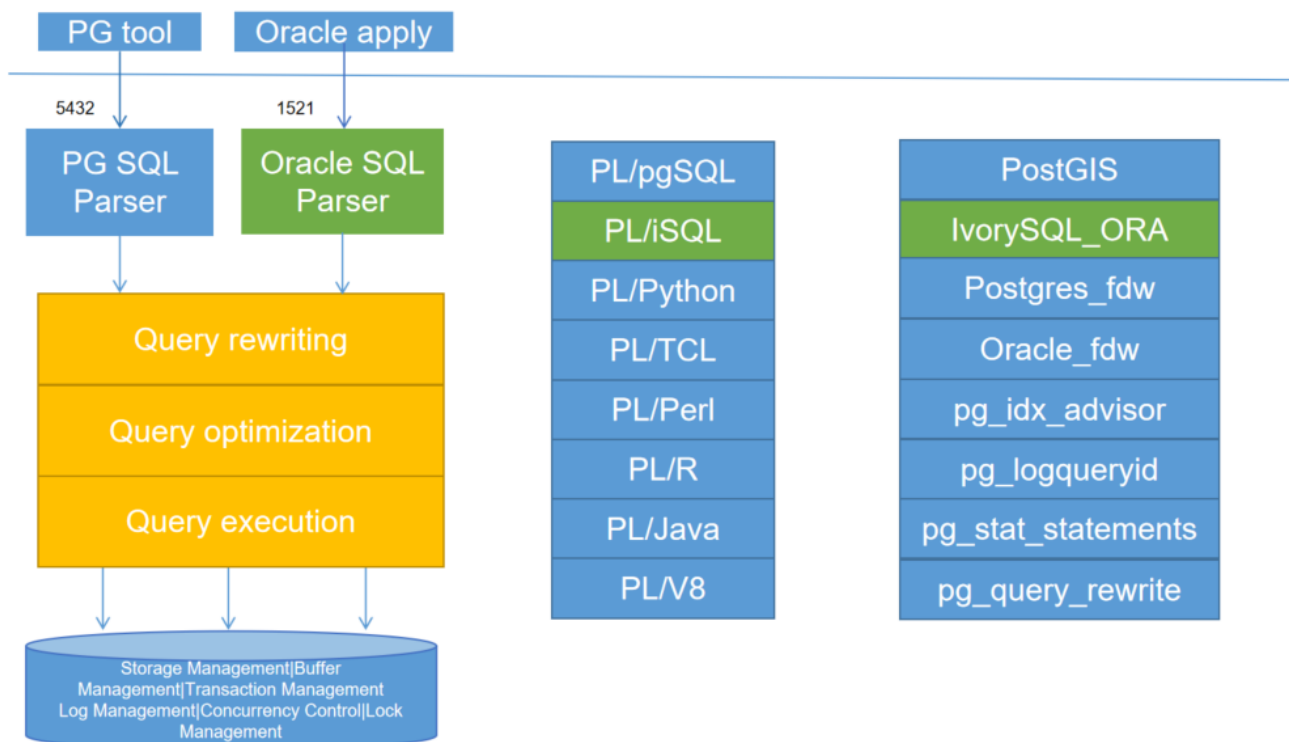 PG tool
Oracle apply
5432
1521
PG SQL
Parser
Oracle SQL
Parser
Query rewriting
Query optimization
Query execution
Storage Management|Buffer
Management|Transaction Management
Log Management|Concurrency Control|Lock
Management
PL/pgSQL
PL/iSQL
PL/Python
PL/TCL
PL/Perl
PL/R
PL/Java
PL/V8
PostGIS
IvorySQL_ORA
Postgres_fdw
Oracle_fdw
pg_idx_advisor
pg_logqueryid
pg_stat_statements
pg_query_rewrite